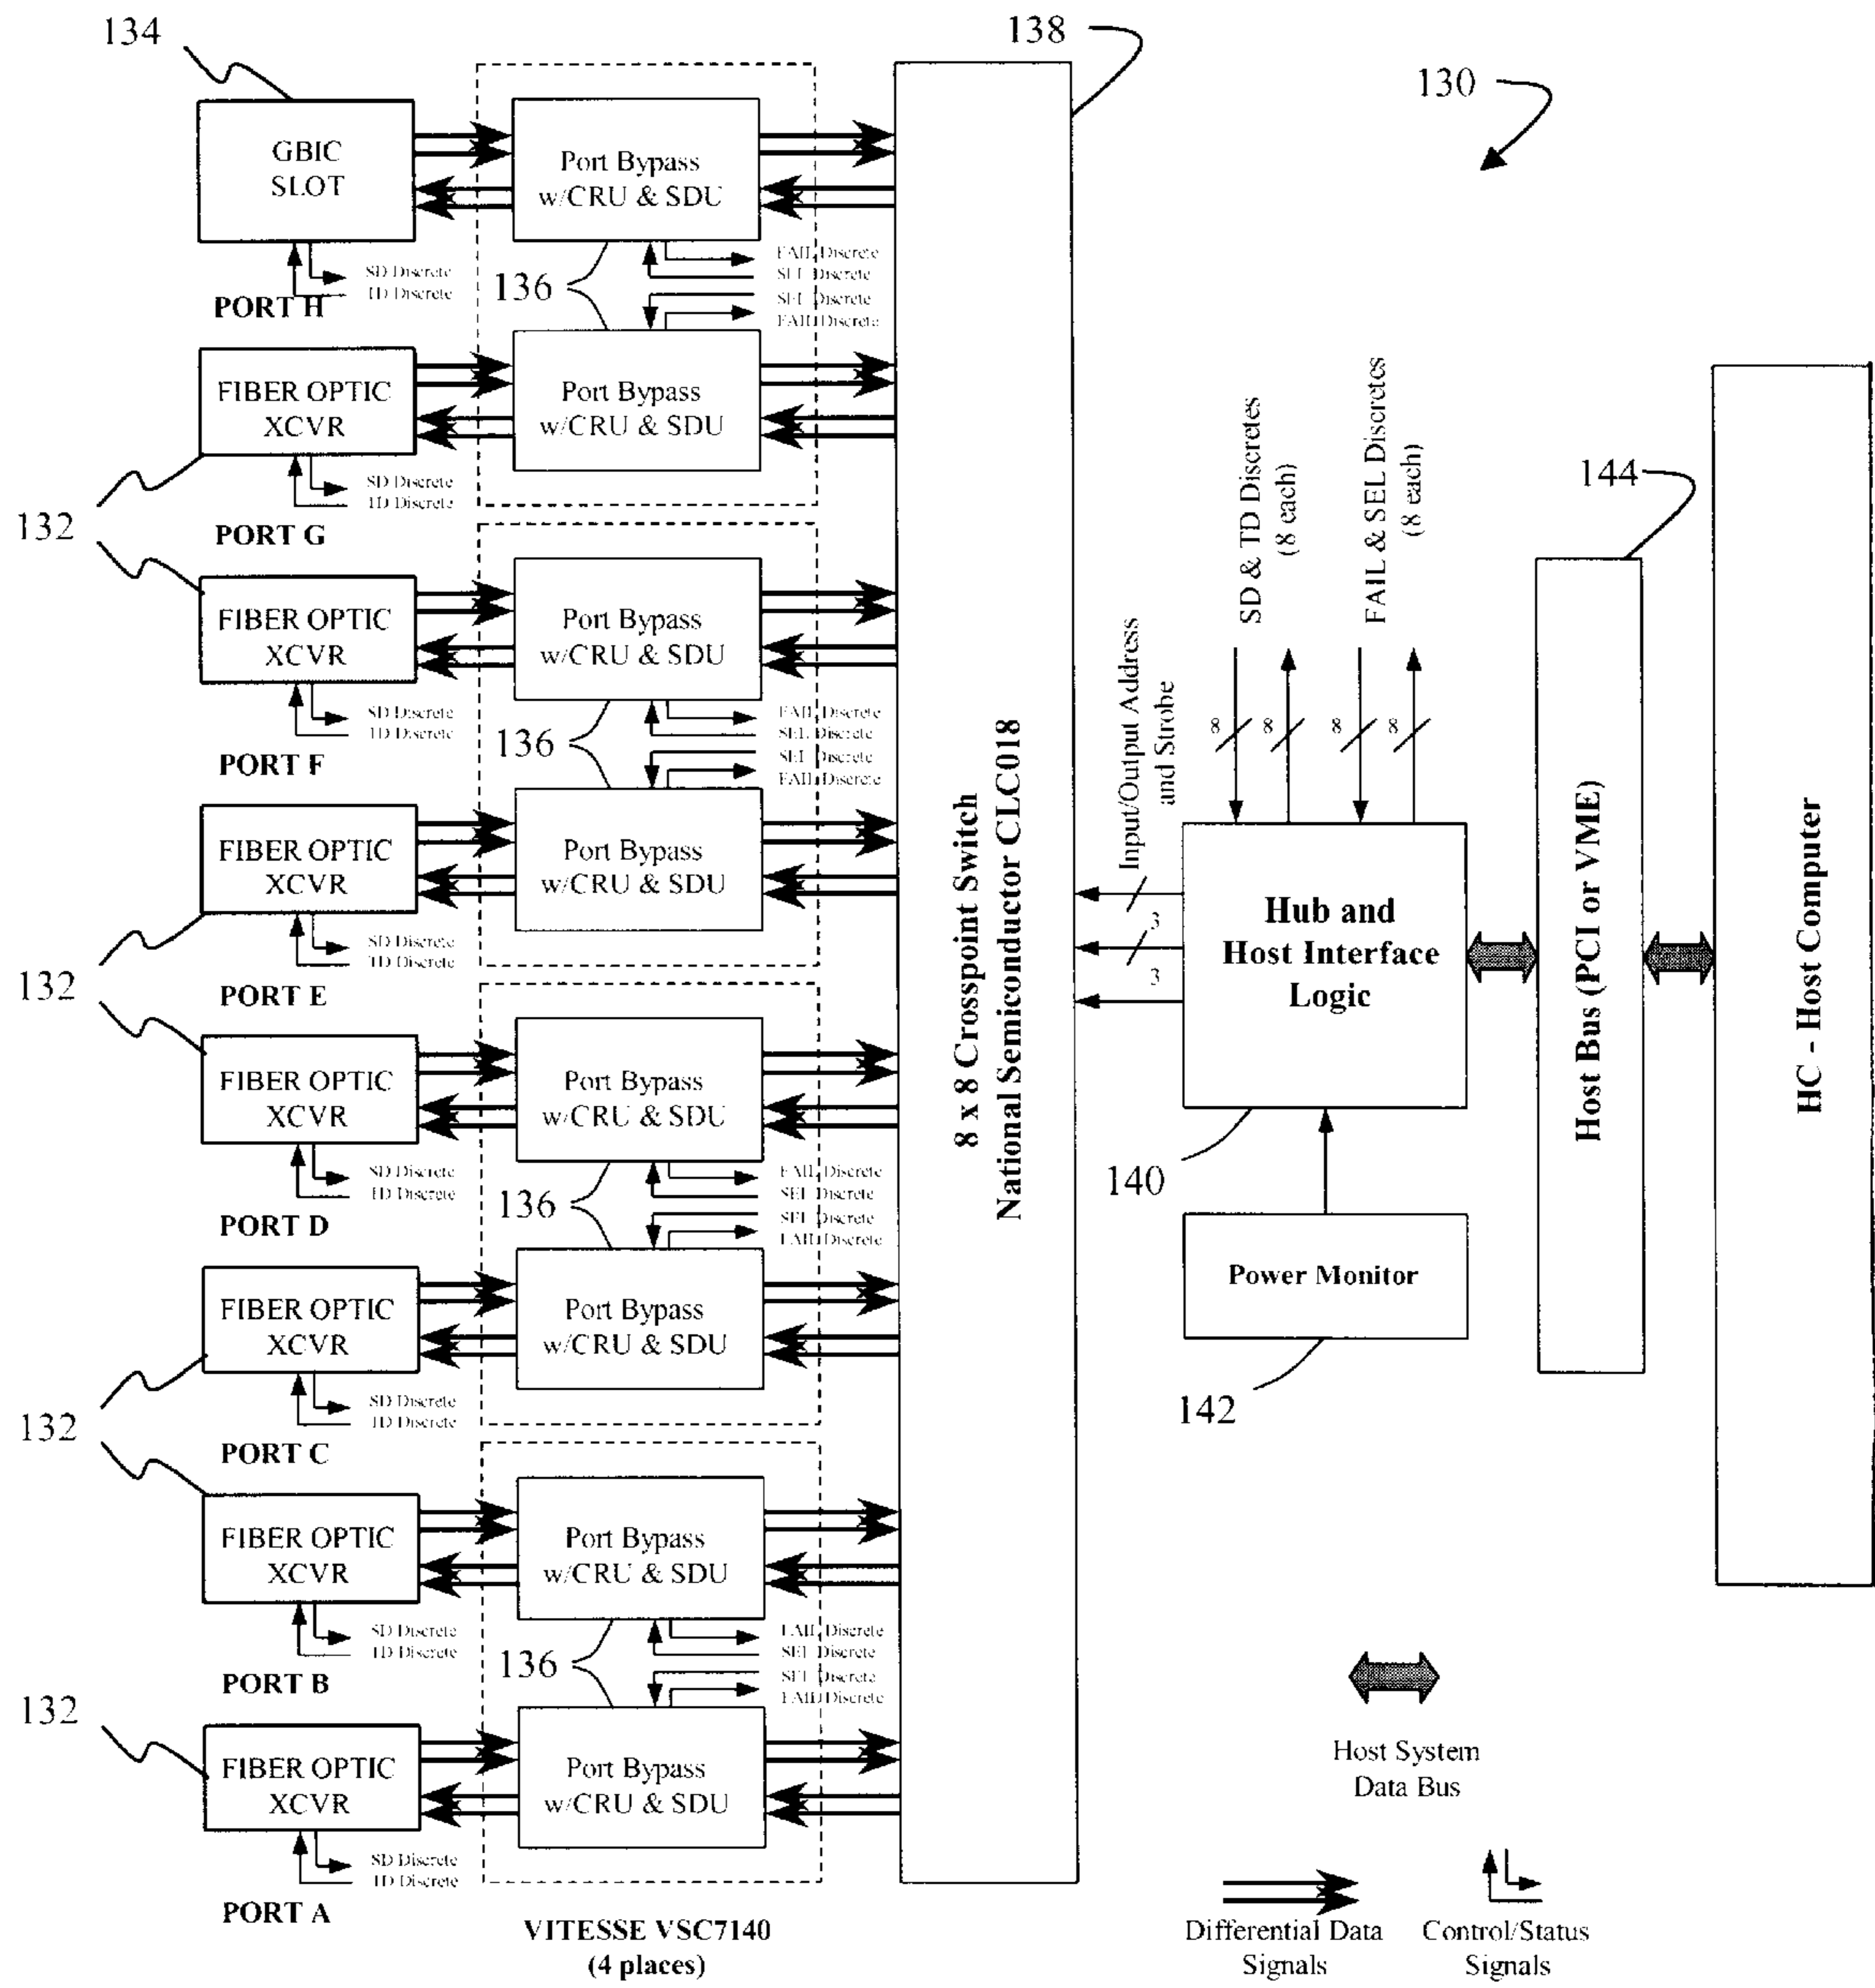 134
138
130
GBIC
SLOT
Port Bypass
w/CRU & SDU
SD Discrete
TD Discrete
FAIL Discrete
SEL Discrete
136
SEL Discrete
FAIL Discrete
PORT H
FIBER OPTIC
XCVR
Port Bypass
w/CRU & SDU
SD Discrete
TD Discrete
132
PORT G
FIBER OPTIC
XCVR
Port Bypass
w/CRU & SDU
SD Discrete
TD Discrete
FAIL Discrete
SEL Discrete
136
SEL Discrete
FAIL Discrete
PORT F
FIBER OPTIC
XCVR
Port Bypass
w/CRU & SDU
SD Discrete
TD Discrete
132
PORT E
FIBER OPTIC
XCVR
Port Bypass
w/CRU & SDU
SD Discrete
TD Discrete
FAIL Discrete
SEL Discrete
136
SEL Discrete
FAIL Discrete
PORT D
FIBER OPTIC
XCVR
Port Bypass
w/CRU & SDU
SD Discrete
TD Discrete
132
PORT C
FIBER OPTIC
XCVR
Port Bypass
w/CRU & SDU
SD Discrete
TD Discrete
FAIL Discrete
SEL Discrete
136
SEL Discrete
FAIL Discrete
PORT B
132
FIBER OPTIC
XCVR
Port Bypass
w/CRU & SDU
SD Discrete
TD Discrete
PORT A
VITESSE VSC7140
(4 places)
8 x 8 Crosspoint Switch
National Semiconductor CLC018
Input/Output Address
and Strobe
3
3
SD & TD Discretes
(8 each)
FAIL & SEL Discretes
(8 each)
8
8
8
8
Hub and
Host Interface
Logic
140
Power Monitor
142
144
Host Bus (PCI or VME)
HC - Host Computer
Host System
Data Bus
Differential Data
Signals
Control/Status
Signals